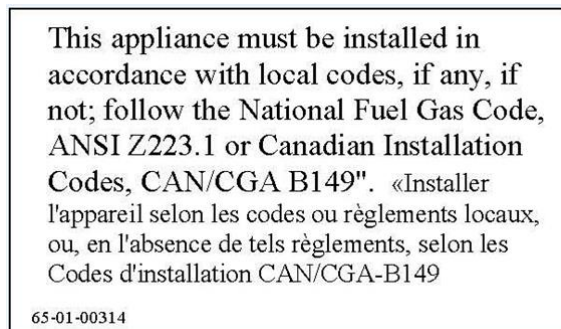 This appliance must be installed in
accordance with local codes, if any, if
not; follow the National Fuel Gas Code,
ANSI Z223.1 or Canadian Installation
Codes, CAN/CGA B149". «Installer
l'appareil selon les codes ou règlements locaux,
ou, en l'absence de tels règlements, selon les
Codes d'installation CAN/CGA-B149
65-01-00314